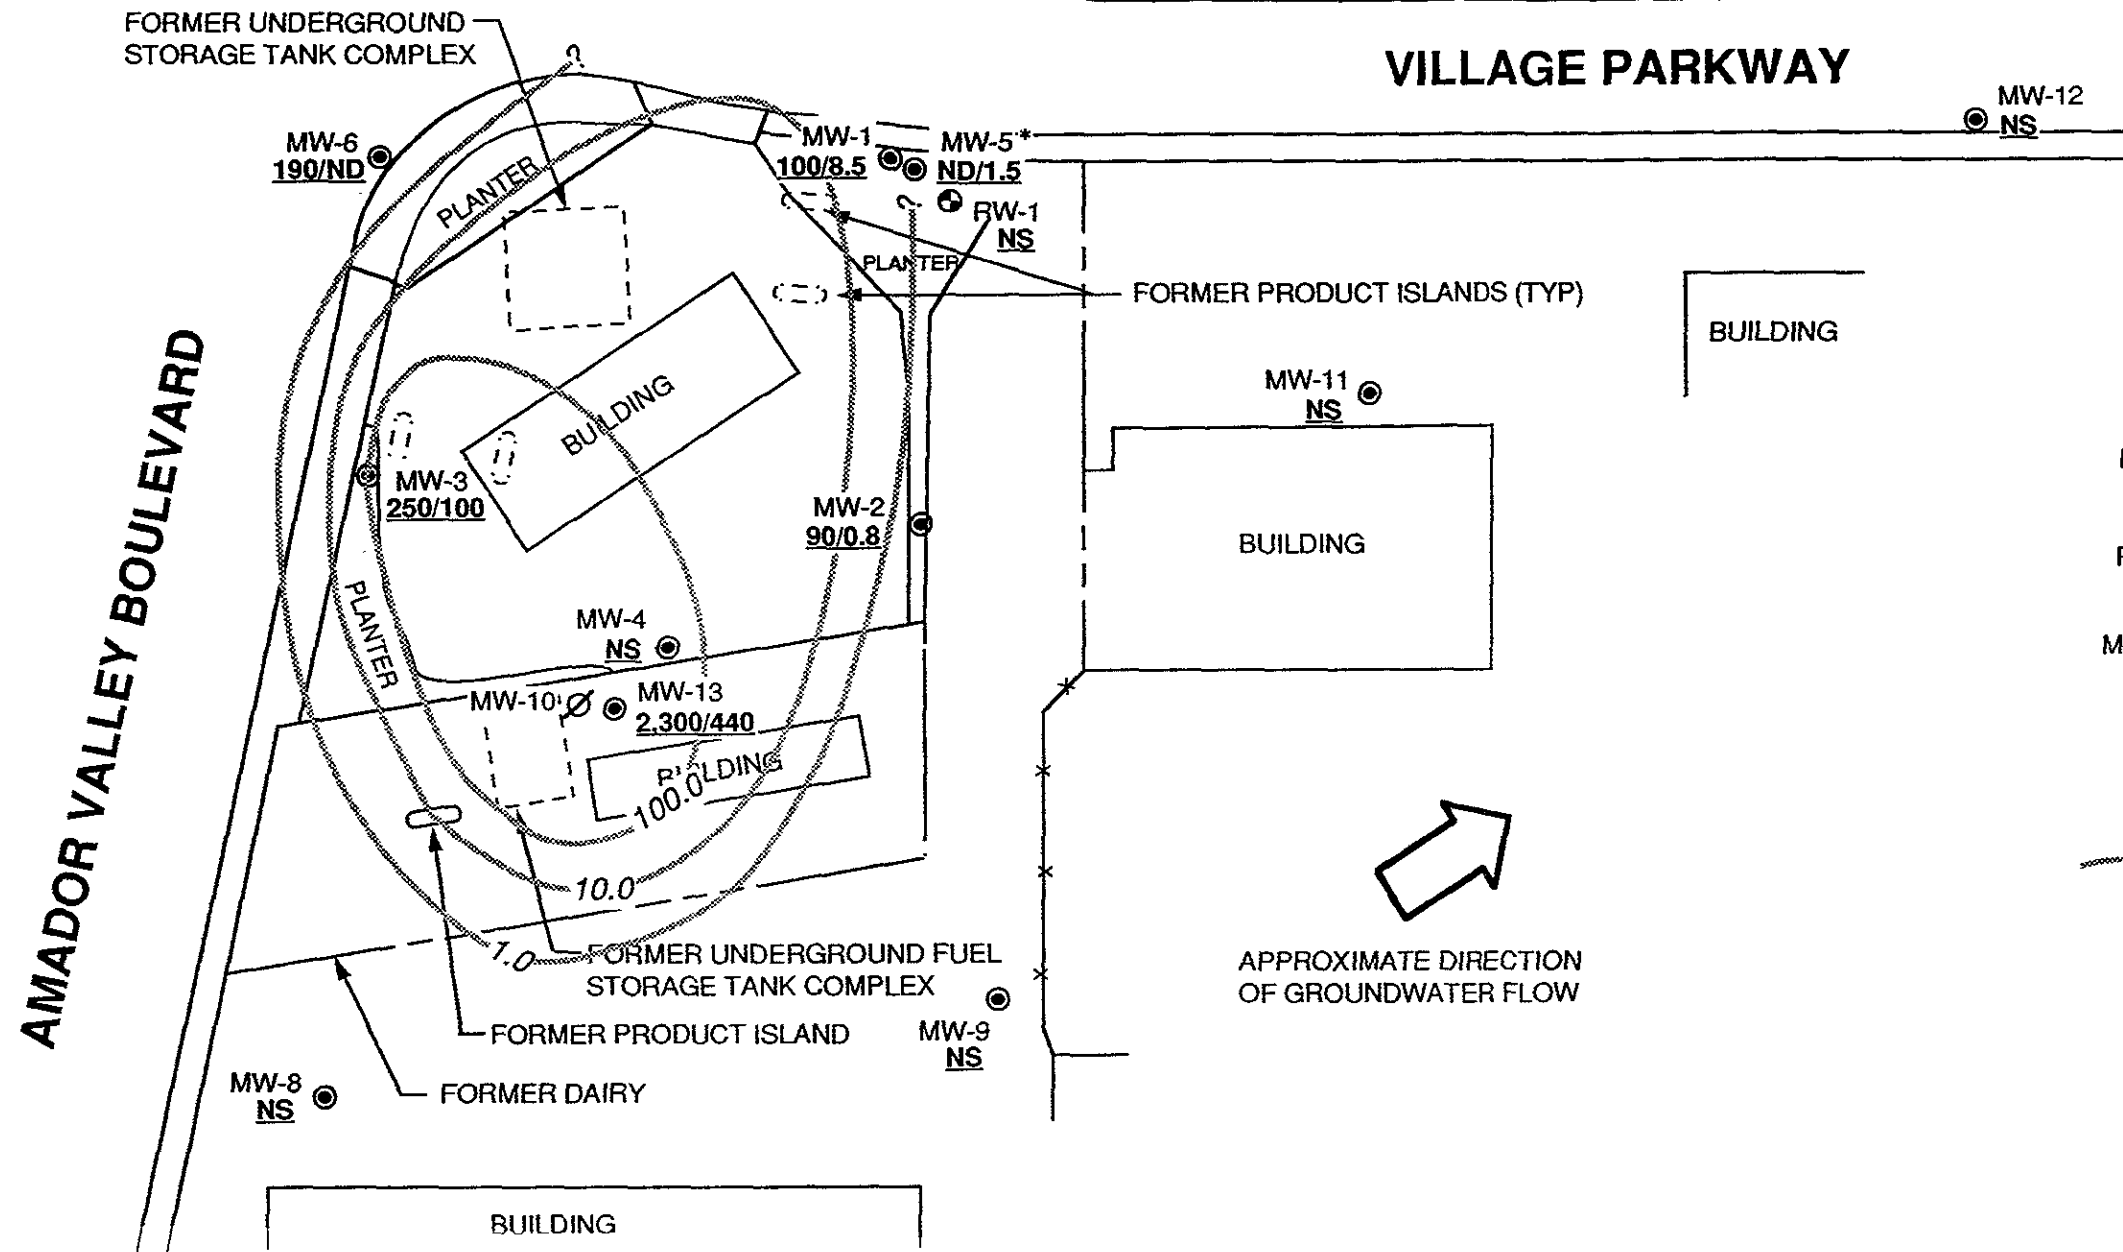 FORMER UNDERGROUND
STORAGE TANK COMPLEX
?
VILLAGE PARKWAY
MW-12
NS
MW-6
190/ND
MW-1
100/8.5
MW-5*
ND/1.5
PLANTER
?
RW-1
NS
PLANTER
FORMER PRODUCT ISLANDS (TYP)
BUILDING
AMADOR VALLEY BOULEVARD
BUILDING
MW-11
NS
MW-3
250/100
MW-2
90/0.8
BUILDING
PLANTER
MW-4
NS
MW-10
MW-13
2,300/440
BUILDING
100.0
10.0
1.0
FORMER UNDERGROUND FUEL
STORAGE TANK COMPLEX
APPROXIMATE DIRECTION
OF GROUNDWATER FLOW
FORMER PRODUCT ISLAND
MW-9
NS
MW-8
NS
FORMER DAIRY
BUILDING